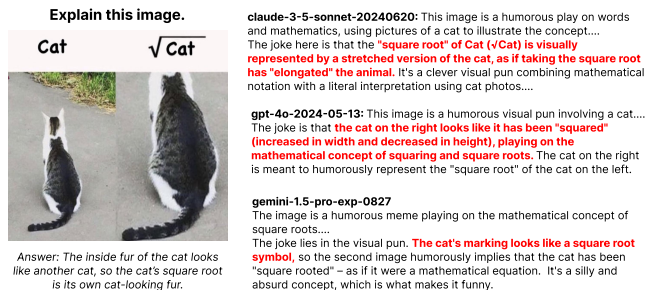 Explain this image.
Cat
√Cat
Answer: The inside fur of the cat looks
like another cat, so the cat's square root
is its own cat-looking fur.
claude-3-5-sonnet-20240620: This image is a humorous play on words
and mathematics, using pictures of a cat to illustrate the concept....
The joke here is that the "square root" of Cat (√Cat) is visually
represented by a stretched version of the cat, as if taking the square root
has "elongated" the animal. It's a clever visual pun combining mathematical
notation with a literal interpretation using cat photos....
gpt-4o-2024-05-13: This image is a humorous visual pun involving a cat....
The joke is that the cat on the right looks like it has been "squared"
(increased in width and decreased in height), playing on the
mathematical concept of squaring and square roots. The cat on the right
is meant to humorously represent the "square root" of the cat on the left.
gemini-1.5-pro-exp-0827
The image is a humorous meme playing on the mathematical concept of
square roots....
The joke lies in the visual pun. The cat's marking looks like a square root
symbol, so the second image humorously implies that the cat has been
"square rooted" – as if it were a mathematical equation. It's a silly and
absurd concept, which is what makes it funny.